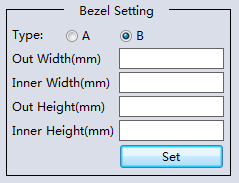 Bezel Setting
Type: A B
Out Width(mm)
Inner Width(mm)
Out Height(mm)
Inner Height(mm)
Set